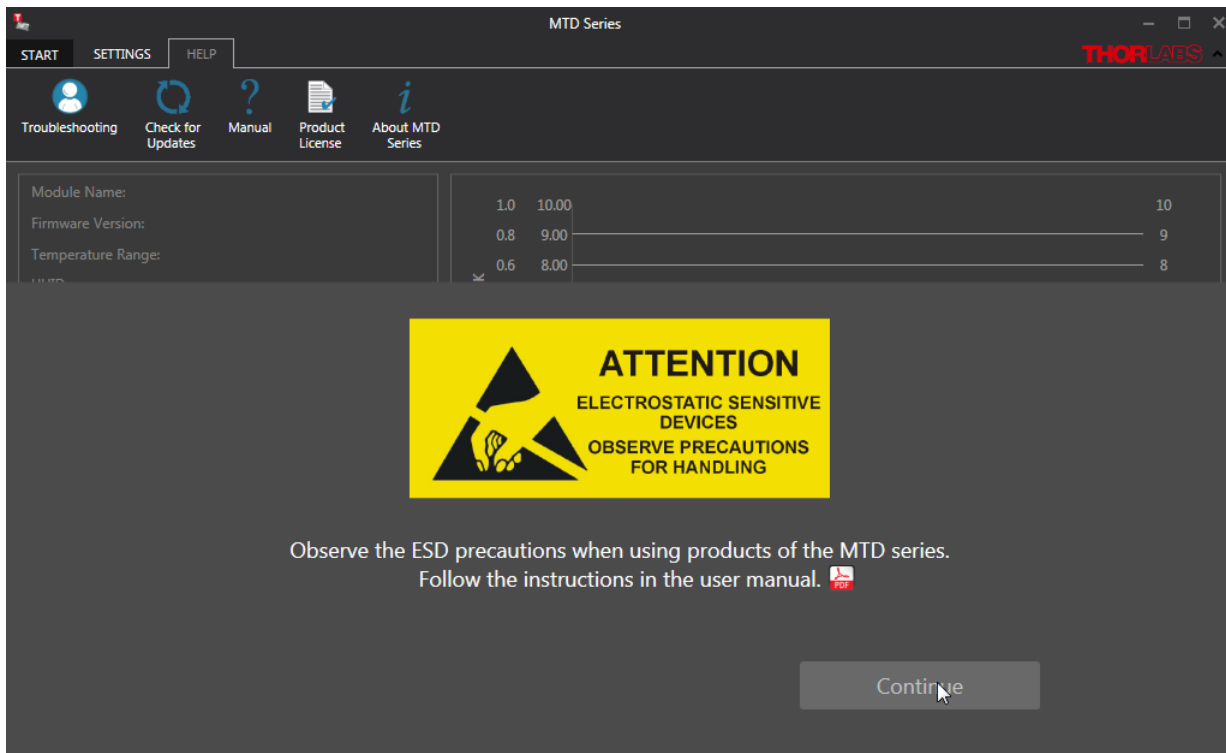 MTD Series
START SETTINGS HELP
THORLABS
Troubleshooting
Check for
Updates
Manual
Product
License
About MTD
Series
Module Name:
Firmware Version:
Temperature Range:
1.0 10.00 10
0.8 9.00 9
0.6 8.00 8
K
ATTENTION
ELECTROSTATIC SENSITIVE
DEVICES
OBSERVE PRECAUTIONS
FOR HANDLING
Observe the ESD precautions when using products of the MTD series.
Follow the instructions in the user manual.
PDF
Continue